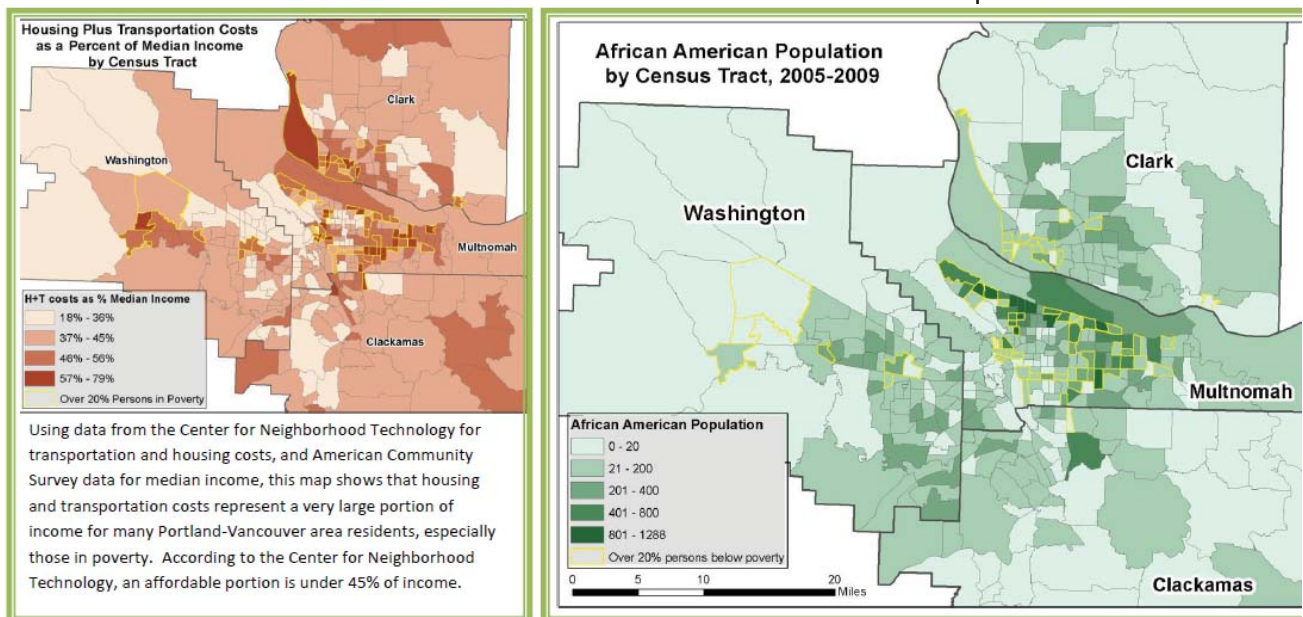 Housing Plus Transportation Costs
as a Percent of Median Income
by Census Tract
Clark
Washington
Multnomah
Clackamas
H+T costs as % Median Income
18% - 36%
37% - 45%
46% - 56%
57% - 79%
Over 20% Persons in Poverty
Using data from the Center for Neighborhood Technology for
transportation and housing costs, and American Community
Survey data for median income, this map shows that housing
and transportation costs represent a very large portion of
income for many Portland-Vancouver area residents, especially
those in poverty.  According to the Center for Neighborhood
Technology, an affordable portion is under 45% of income.
African American Population
by Census Tract, 2005-2009
Clark
Washington
Multnomah
Clackamas
African American Population
0 - 20
21 - 200
201 - 400
401 - 800
801 - 1288
Over 20% persons below poverty
0 5 10 20
Miles